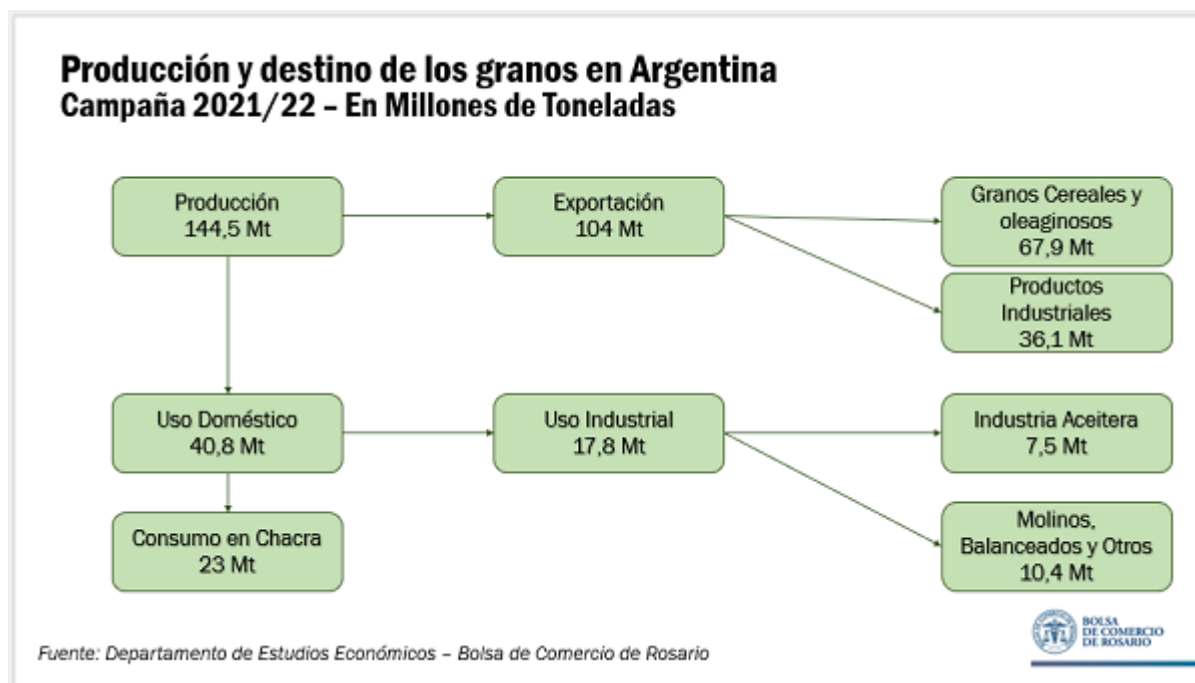 Producción y destino de los granos en Argentina
Campaña 2021/22 – En Millones de Toneladas
Producción
144,5 Mt
Exportación
104 Mt
Granos Cereales y
oleaginosos
67,9 Mt
Productos
Industriales
36,1 Mt
Uso Doméstico
40,8 Mt
Uso Industrial
17,8 Mt
Industria Aceitera
7,5 Mt
Consumo en Chacra
23 Mt
Molinos,
Balanceados y Otros
10,4 Mt
BOLSA
DE COMERCIO
DE ROSARIO
Fuente: Departamento de Estudios Económicos – Bolsa de Comercio de Rosario